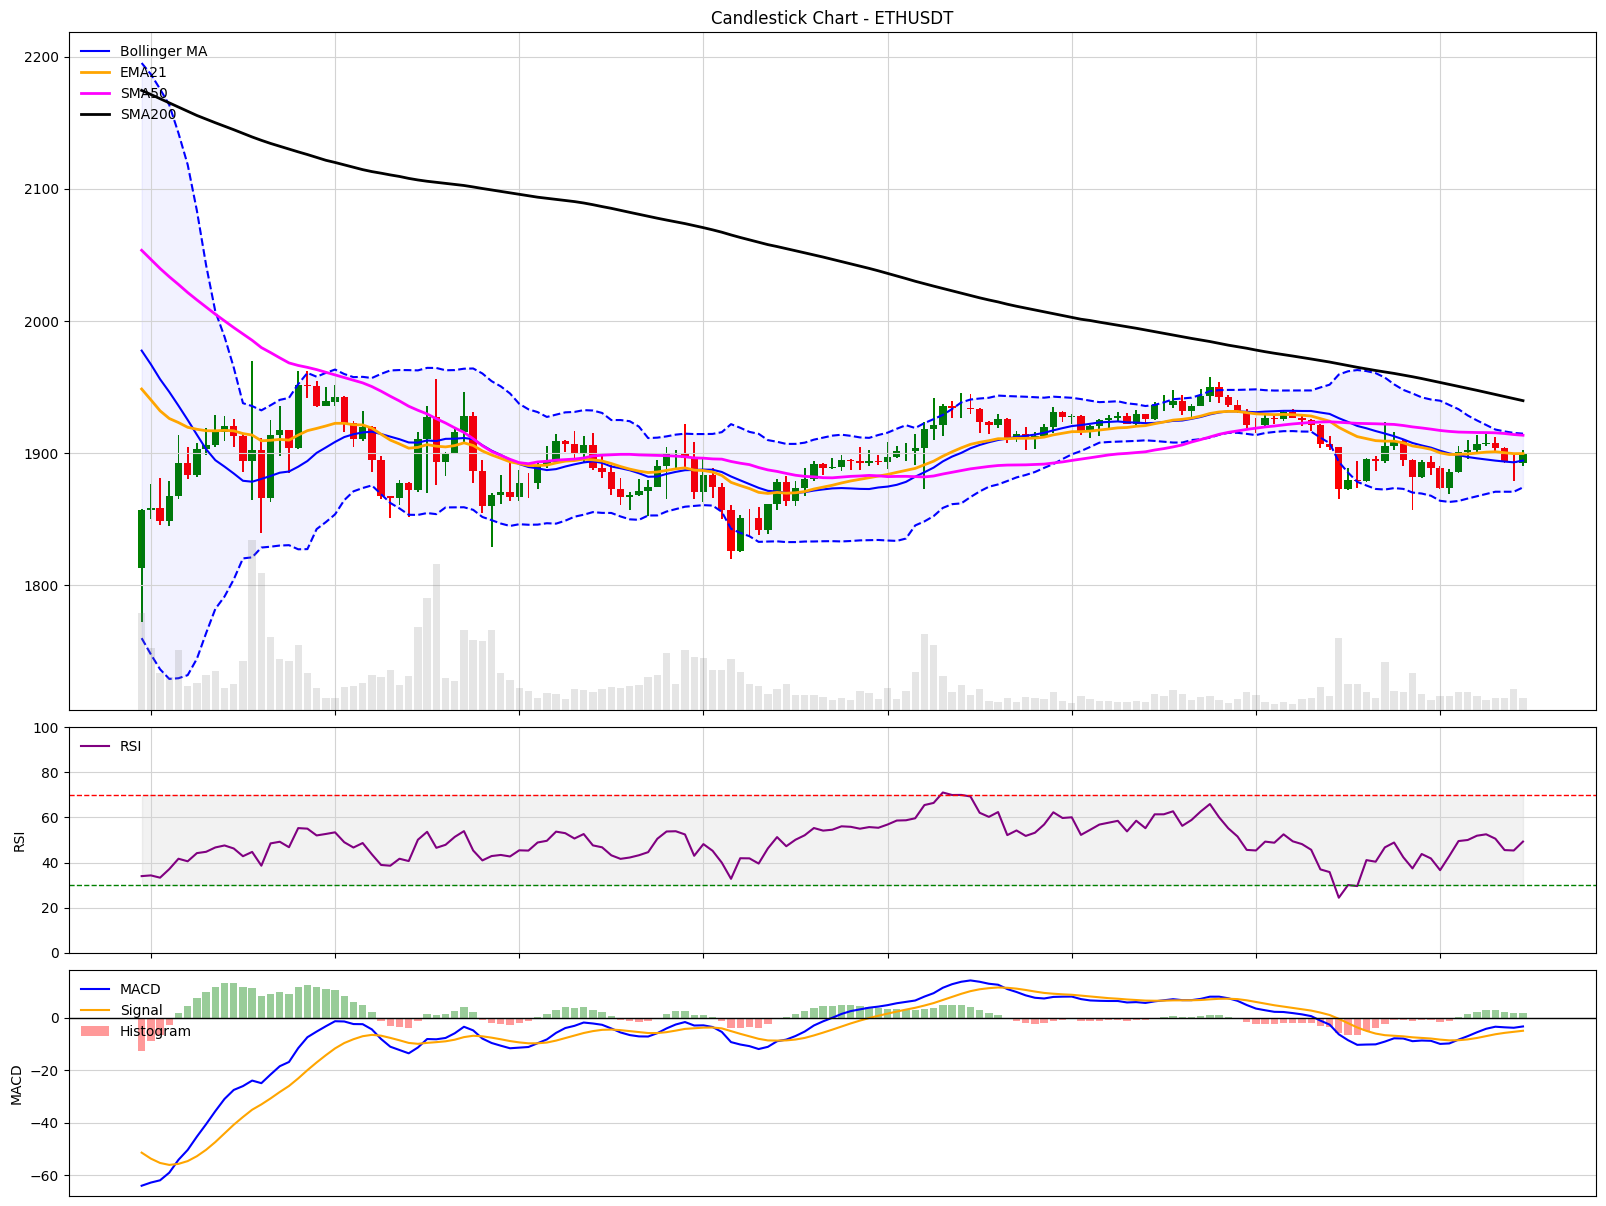 Candlestick Chart - ETHUSDT
Bollinger MA
EMA21
SMA50
SMA200
2200
2100
2000
1900
1800
RSI
100
80
60
40
20
0
RSI
MACD
Signal
Histogram
0
−20
−40
−60
MACD